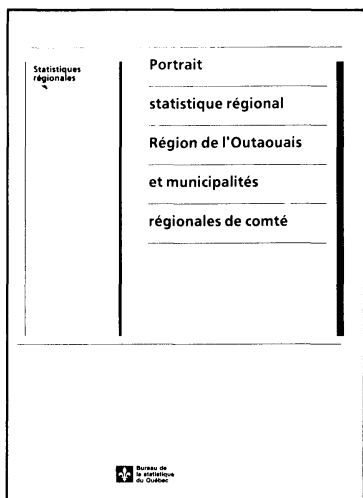 Statistiques
régionales
Portrait
statistique régional
Région de l'Outaouais
et municipalités
régionales de comté
Bureau de
la statistique
du Québec